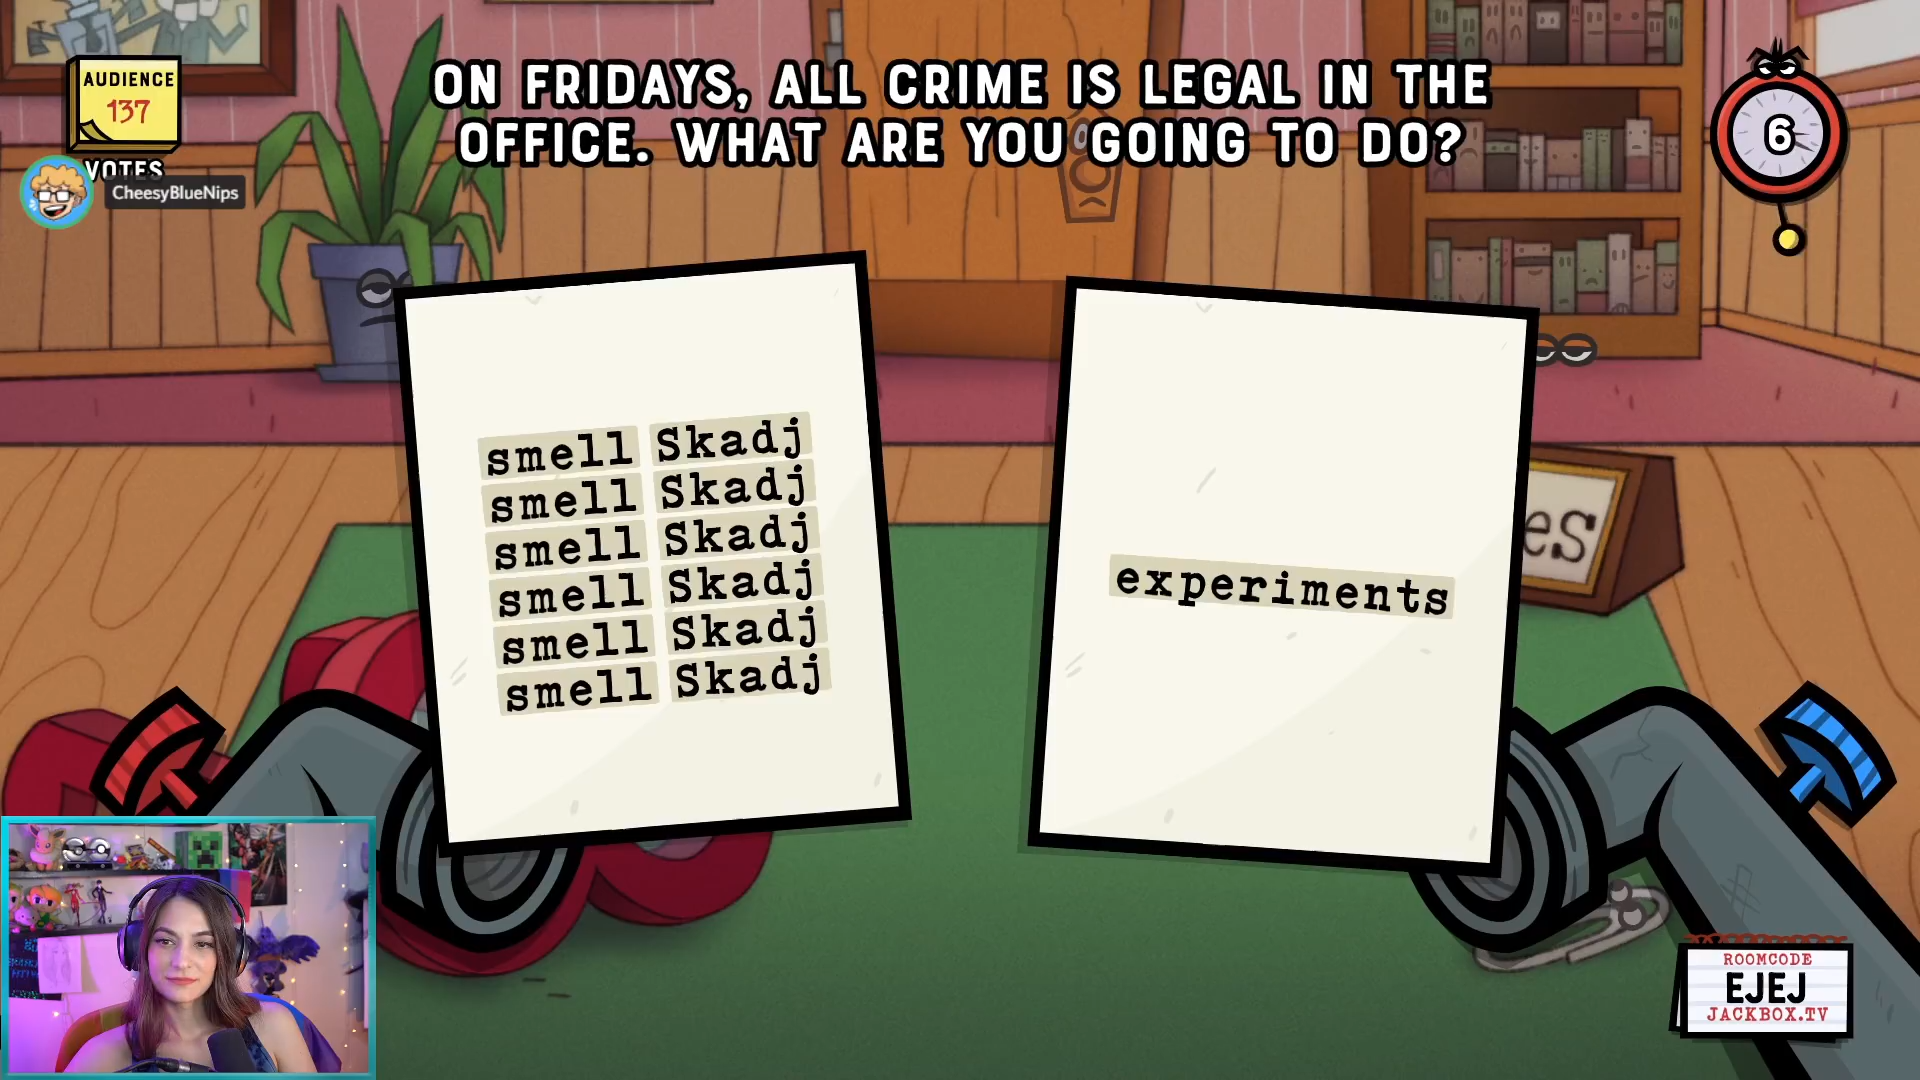 AUDIENCE
137
VOTES
CheesyBlueNips
ON FRIDAYS, ALL CRIME IS LEGAL IN THE
OFFICE. WHAT ARE YOU GOING TO DO?
6
smell Skadj
smell Skadj
smell Skadj
smell Skadj
smell Skadj
smell Skadj
experiments
ROOMCODE
EJEJ
JACKBOX.TV